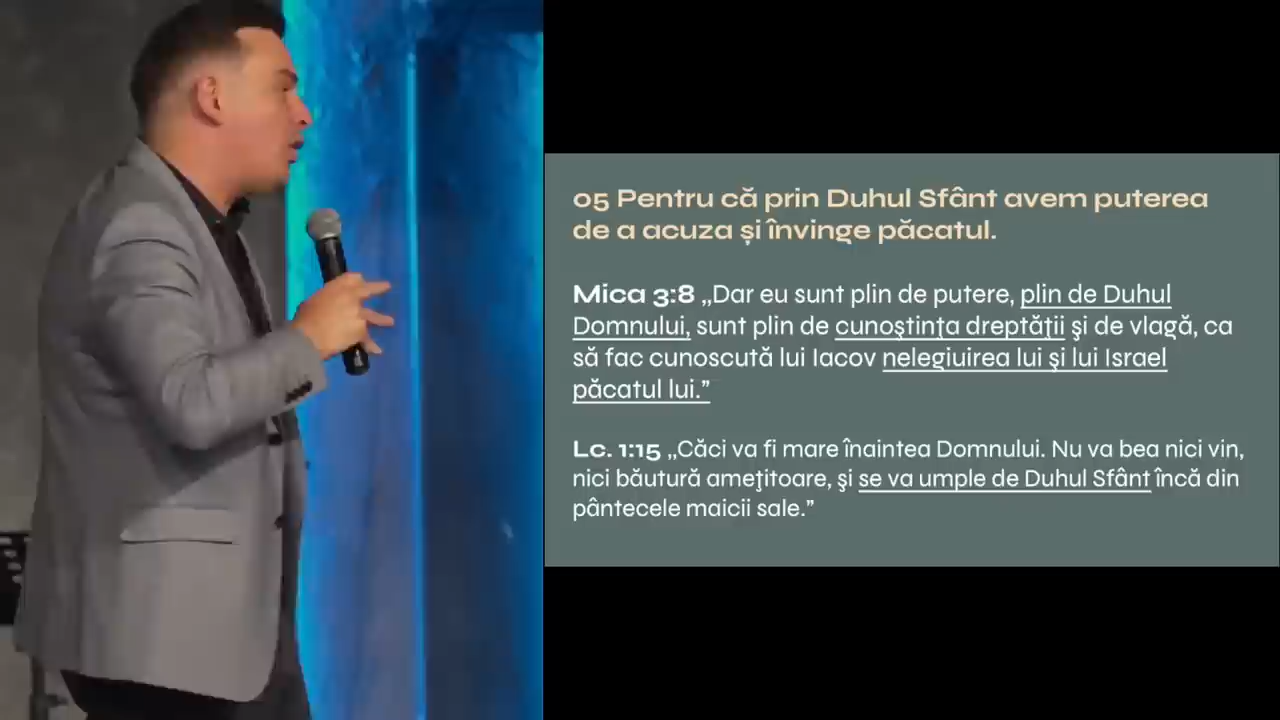 05 Pentru că prin Duhul Sfânt avem puterea
de a acuza și învinge păcatul.
Mica 3:8 „Dar eu sunt plin de putere, plin de Duhul
Domnului, sunt plin de cunoştinţa dreptăţii şi de vlagă, ca
să fac cunoscută lui Iacov nelegiuirea lui şi lui Israel
păcatul lui.”
Lc. 1:15 „Căci va fi mare înaintea Domnului. Nu va bea nici vin,
nici băutură ameţitoare, şi se va umple de Duhul Sfânt încă din
pântecele maicii sale.”